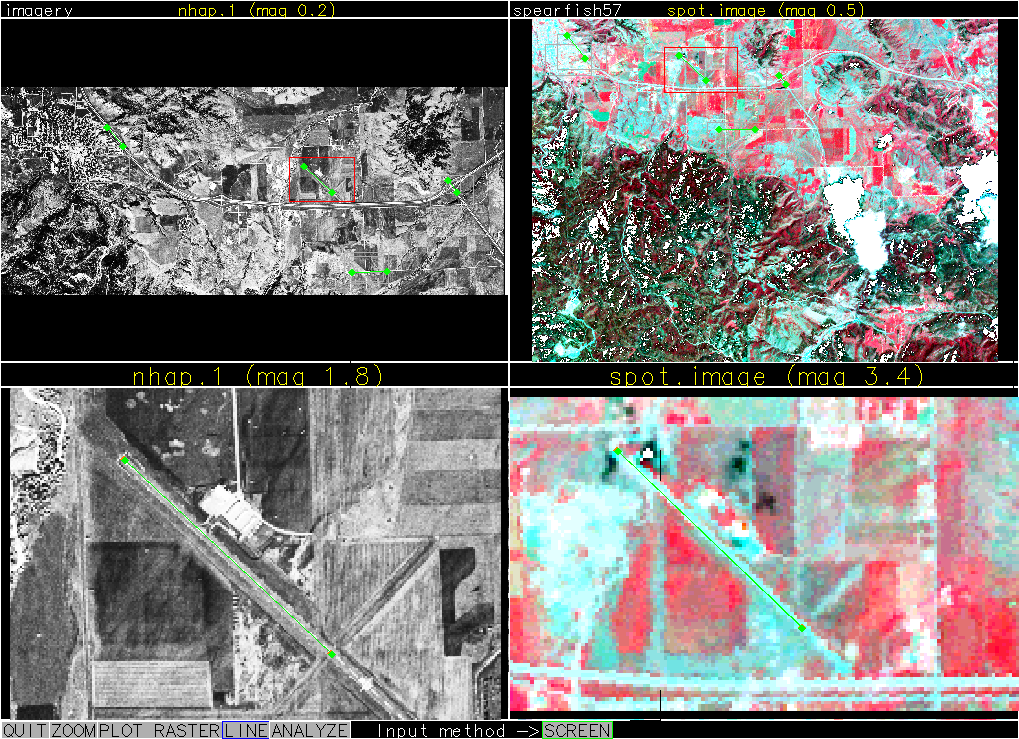 imagery nhap.1 (mag 0.2) spearfish57 spot.image (mag 0.5)
nhap.1 (mag 1.8) spot.image (mag 3.4)
QUIT ZOOM PLOT RASTER LINE ANALYZE Input method -> SCREEN